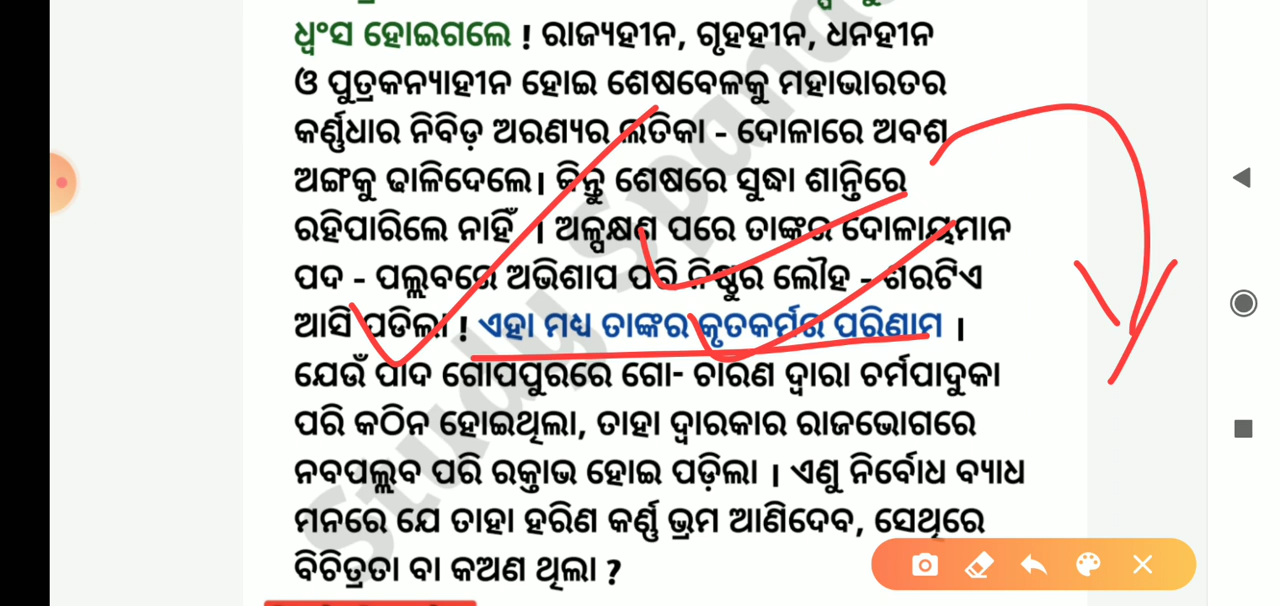 ଧ୍ୱଂସ ହୋଇଗଲେ ! ରାଜ୍ୟହୀନ, ଗୃହହୀନ, ଧନହୀନ
ଓ ପୁତ୍ରକନ୍ୟାହୀନ ହୋଇ ଶେଷବେଳକୁ ମହାଭାରତର
କର୍ଣ୍ଣଧାର ନିବିଡ଼ ଅରଣ୍ୟର ଲତିକା - ଦୋଳାରେ ଅବଶ
ଅଙ୍ଗକୁ ଢାଳିଦେଲେ। କିନ୍ତୁ ଶେଷରେ ସୁଦ୍ଧା ଶାନ୍ତିରେ
ରହିପାରିଲେ ନାହିଁ । ଅଳ୍ପକ୍ଷଣ ପରେ ତାଙ୍କର ଦୋଳାୟମାନ
ପଦ - ପଲ୍ଲବରେ ଅଭିଶାପ ପରି ନିଷ୍ଠୁର ଲୌହ - ଶରଟିଏ
ଆସି ପଡିଲା ! ଏହା ମଧ୍ୟ ତାଙ୍କର କୃତକର୍ମର ପରିଣାମ ।
ଯେଉଁ ପାଦ ଗୋପପୁରରେ ଗୋ- ଚାରଣ ଦ୍ୱାରା ଚର୍ମପାଦୁକା
ପରି କଠିନ ହୋଇଥିଲା, ତାହା ଦ୍ୱାରକାର ରାଜଭୋଗରେ
ନବପଲ୍ଲବ ପରି ରକ୍ତାଭ ହୋଇ ପଡ଼ିଲା । ଏଣୁ ନିର୍ବୋଧ ବ୍ୟାଧ
ମନରେ ଯେ ତାହା ହରିଣ କର୍ଣ୍ଣ ଭ୍ରମ ଆଣିଦେବ, ସେଥିରେ
ବିଚିତ୍ରତା ବା କଅଣ ଥିଲା ?
Study Spand